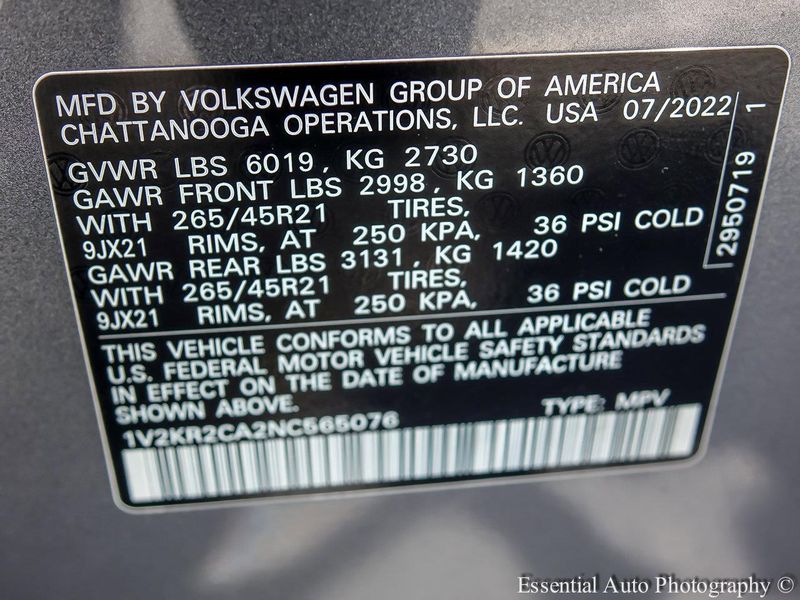 MFD BY VOLKSWAGEN GROUP OF AMERICA
CHATTANOOGA OPERATIONS, LLC. USA 07/2022
GVWR LBS 6019, KG 2730
GAWR FRONT LBS 2998, KG 1360
WITH 265/45R21 TIRES,
9JX21 RIMS, AT 250 KPA, 36 PSI COLD
GAWR REAR LBS 3131, KG 1420
WITH 265/45R21 TIRES,
9JX21 RIMS, AT 250 KPA, 36 PSI COLD
2950719 1
THIS VEHICLE CONFORMS TO ALL APPLICABLE
U.S. FEDERAL MOTOR VEHICLE SAFETY STANDARDS
IN EFFECT ON THE DATE OF MANUFACTURE
SHOWN ABOVE.
1V2KR2CA2NC565076 TYPE: MPV
Essential Auto Photography ©